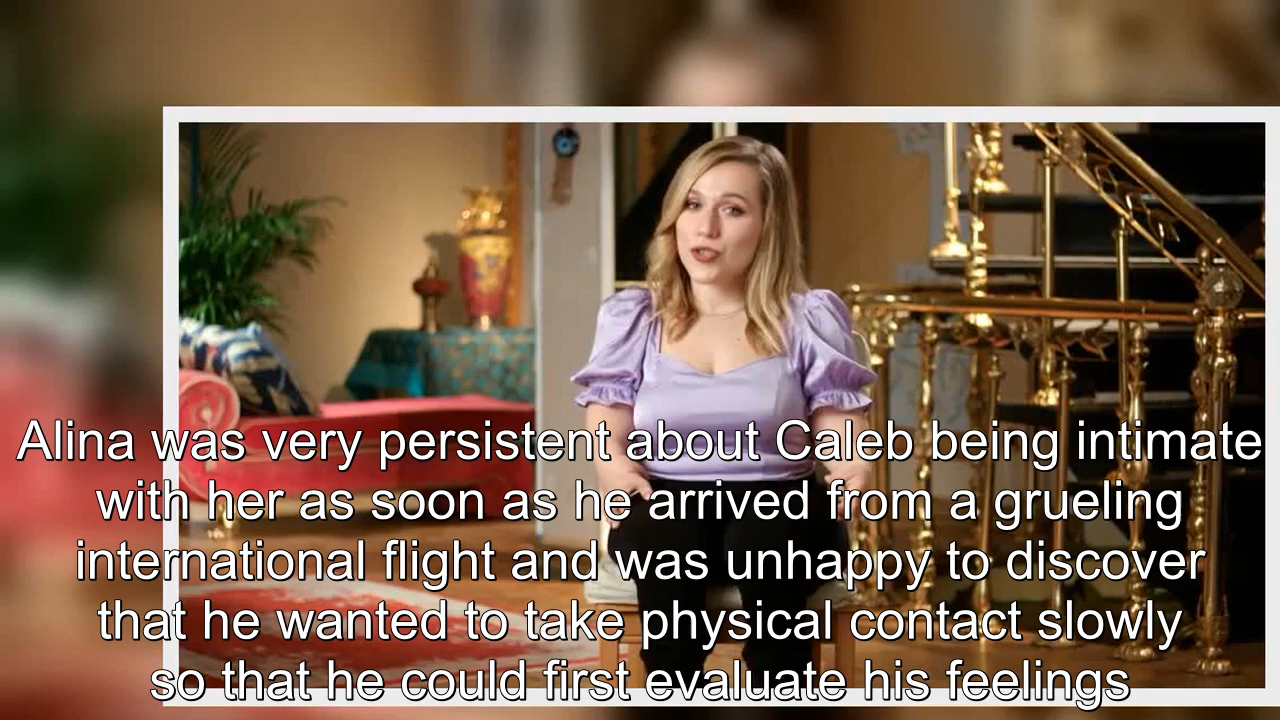 Alina was very persistent about Caleb being intimate
with her as soon as he arrived from a grueling
international flight and was unhappy to discover
that he wanted to take physical contact slowly
so that he could first evaluate his feelings